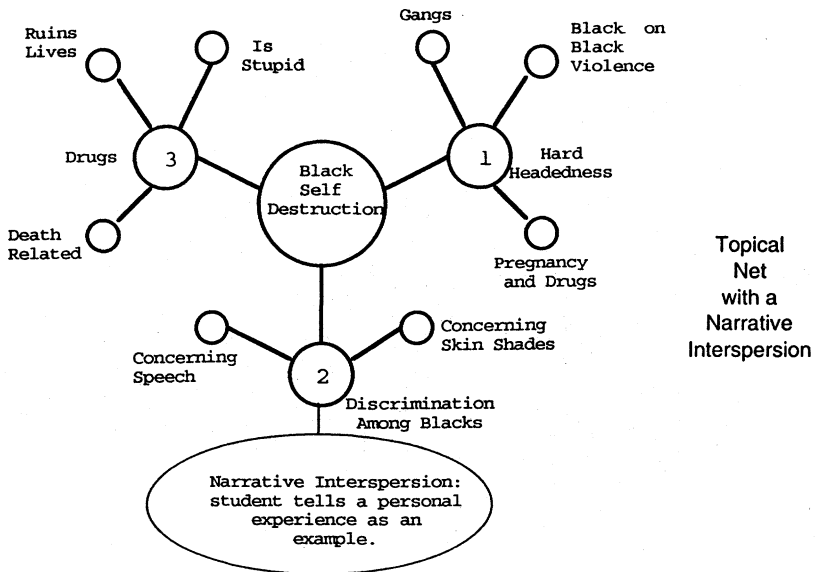 Ruins
Lives
Is
Stupid
Drugs
3
Death
Related
Black
Self
Destruction
Gangs
Black on
Black
Violence
1
Hard
Headedness
Pregnancy
and Drugs
Concerning
Speech
Concerning
Skin Shades
2
Discrimination
Among Blacks
Narrative Interspersion:
student tells a personal
experience as an
example.
Topical
Net
with a
Narrative
Interspersion